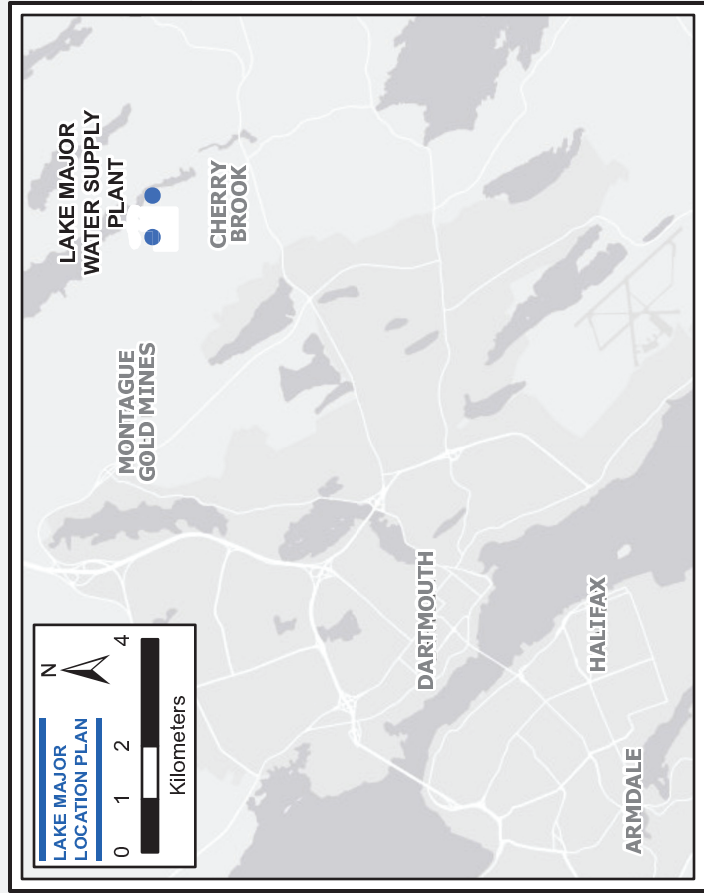 LAKE MAJOR
LOCATION PLAN
N
0 1 2 4
Kilometers
LAKE MAJOR
WATER SUPPLY
PLANT
CHERRY
BROOK
MONTAGUE
GOLD MINES
DARTMOUTH
HALIFAX
ARMDALE